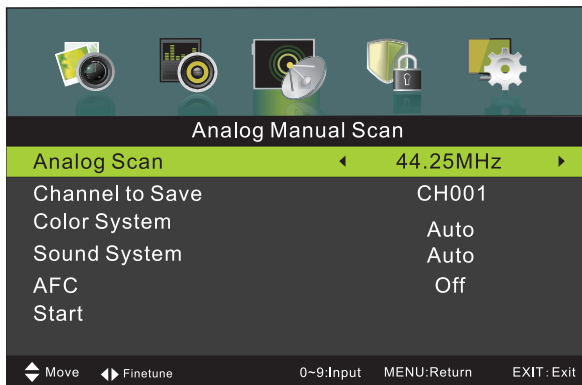 Analog Manual Scan
Analog Scan 44.25MHz
Channel to Save CH001
Color System Auto
Sound System Auto
AFC Off
Start
Move Finetune 0~9:Input MENU:Return EXIT:Exit